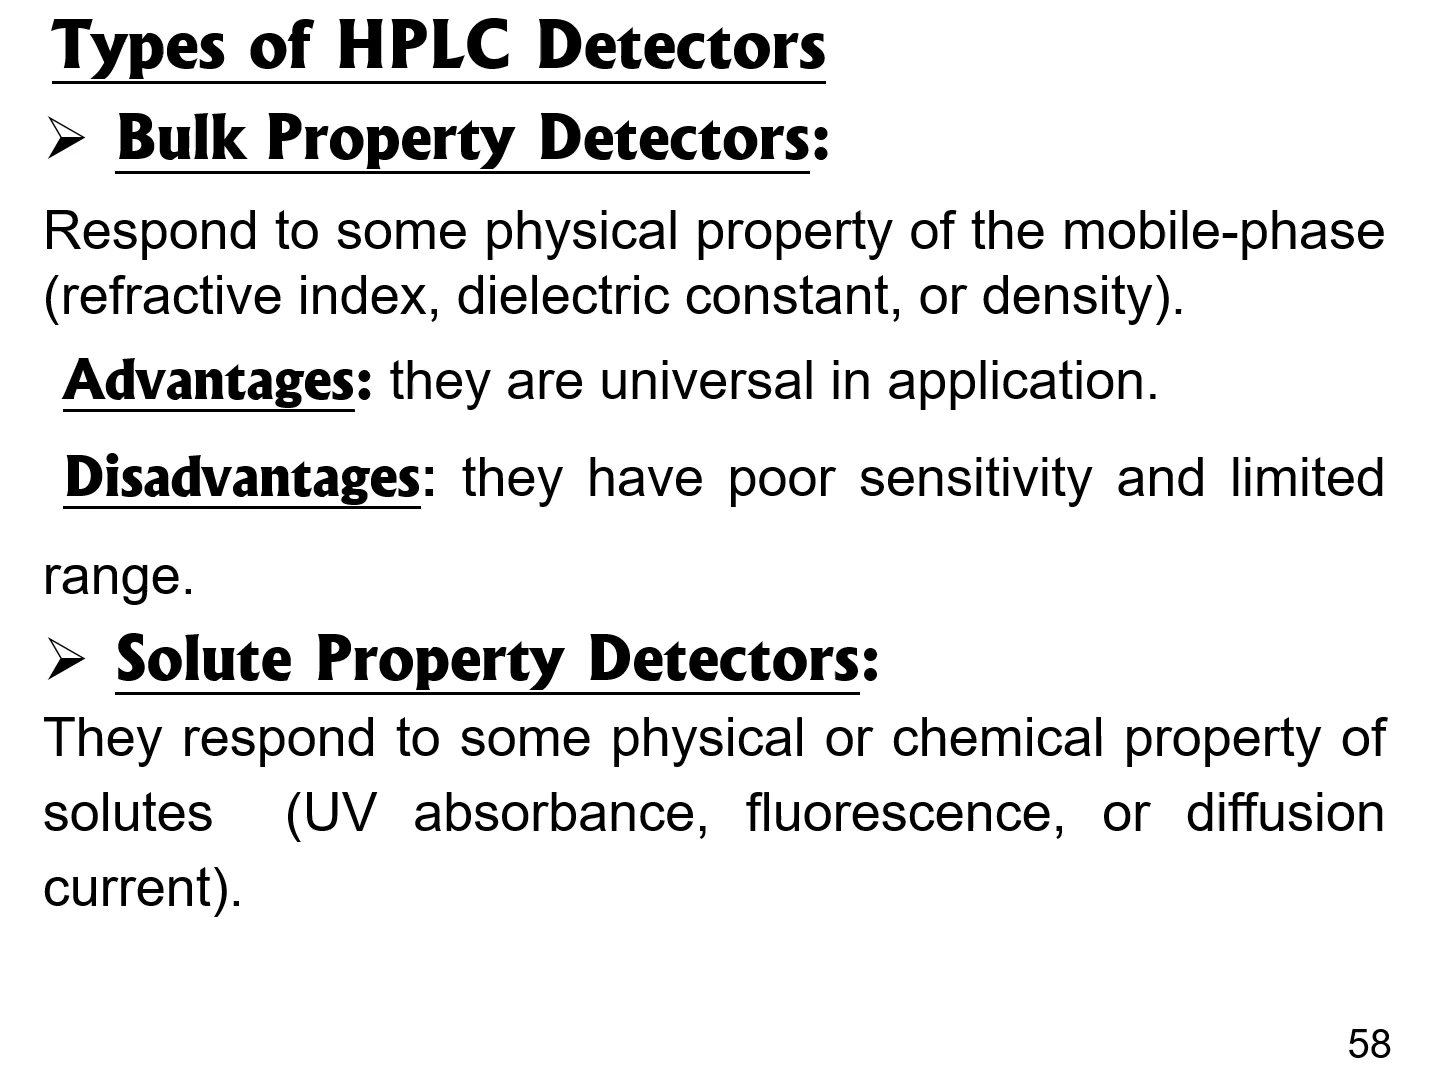 Types of HPLC Detectors
➢ Bulk Property Detectors:
Respond to some physical property of the mobile-phase
(refractive index, dielectric constant, or density).
Advantages: they are universal in application.
Disadvantages: they have poor sensitivity and limited
range.
➢ Solute Property Detectors:
They respond to some physical or chemical property of
solutes (UV absorbance, fluorescence, or diffusion
current).
58